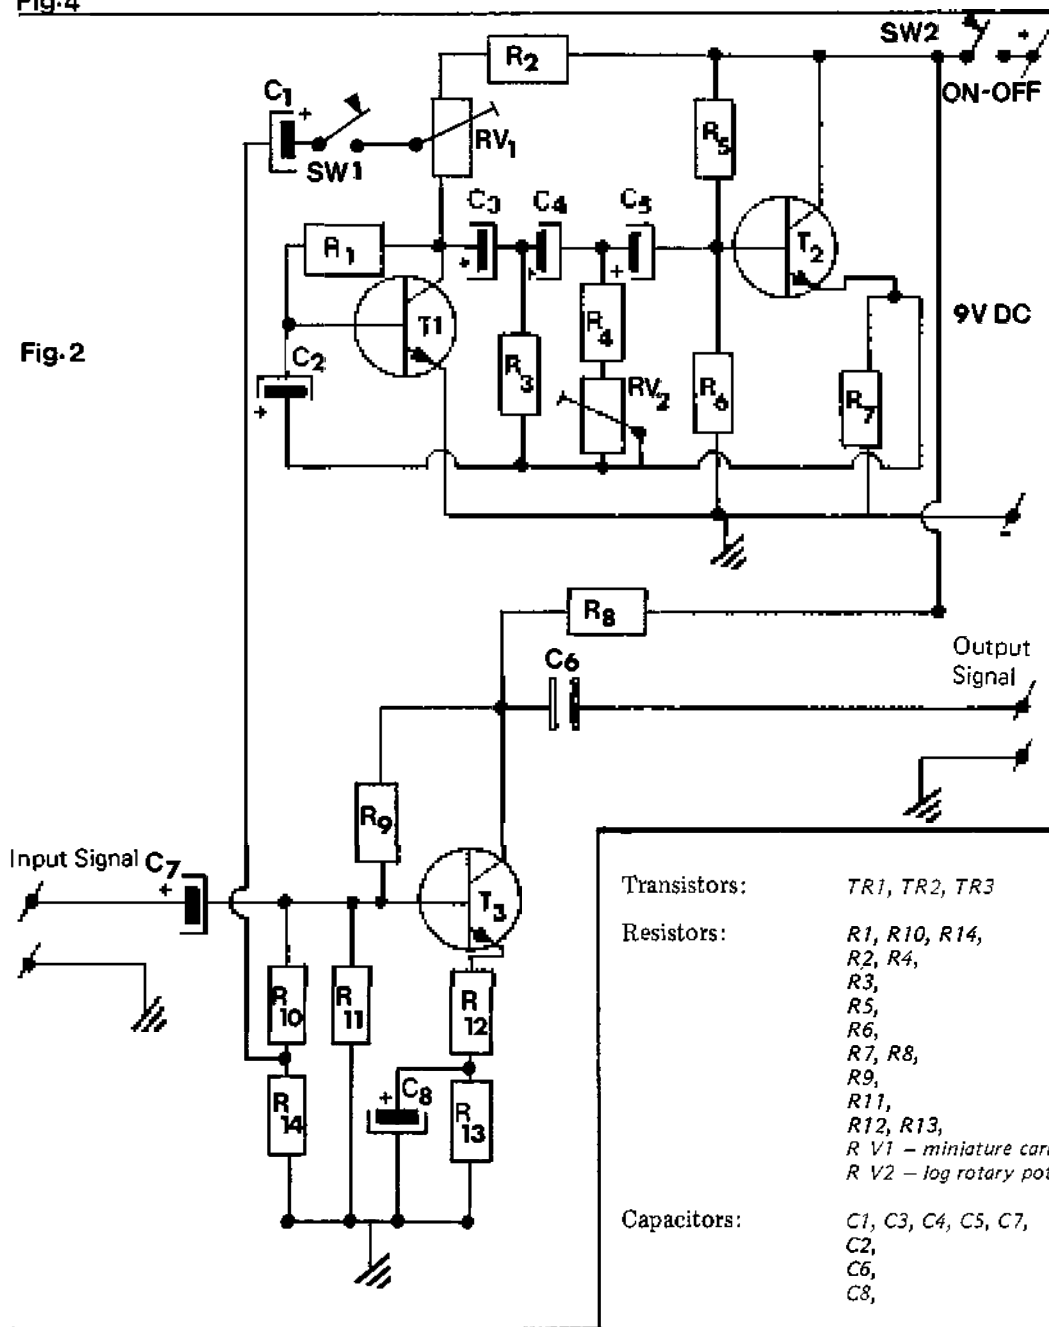 Fig.4
SW2
+
R2
ON-OFF
C1
+
RV1
R5
SW1
C3
C4
C5
R1
T2
+
+
9V DC
T1
R4
Fig.2
C2
R3
RV2
R6
R7
+
-
R8
Output
Signal
C6
R9
Input Signal
C7
+
T3
R10
R11
R12
+
C8
R14
R13
Transistors: TR1, TR2, TR3
Resistors: R1, R10, R14,
R2, R4,
R3,
R5,
R6,
R7, R8,
R9,
R11,
R12, R13,
R V1 – miniature car
R V2 – log rotary pot
Capacitors: C1, C3, C4, C5, C7,
C2,
C6,
C8,